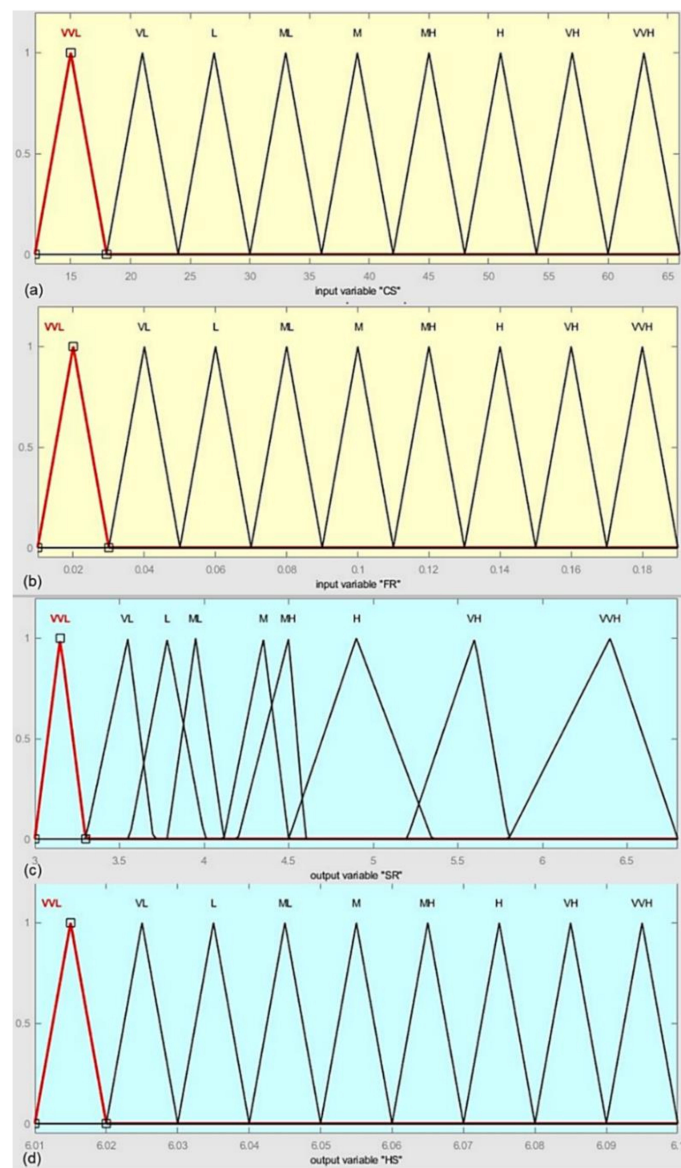 VVL VL L ML M MH H VH VVH
1
0.5
0
15 20 25 30 35 40 45 50 55 60 65
(a) input variable "CS"
VVL VL L ML M MH H VH VVH
1
0.5
0
0.02 0.04 0.06 0.08 0.1 0.12 0.14 0.16 0.18
(b) input variable "FR"
VVL VL L ML M MH H VH VVH
1
0.5
0
3 3.5 4 4.5 5 5.5 6 6.5
(c) output variable "SR"
VVL VL L ML M MH H VH VVH
1
0.5
0
6.01 6.02 6.03 6.04 6.05 6.06 6.07 6.08 6.09 6.1
(d) output variable "HS"